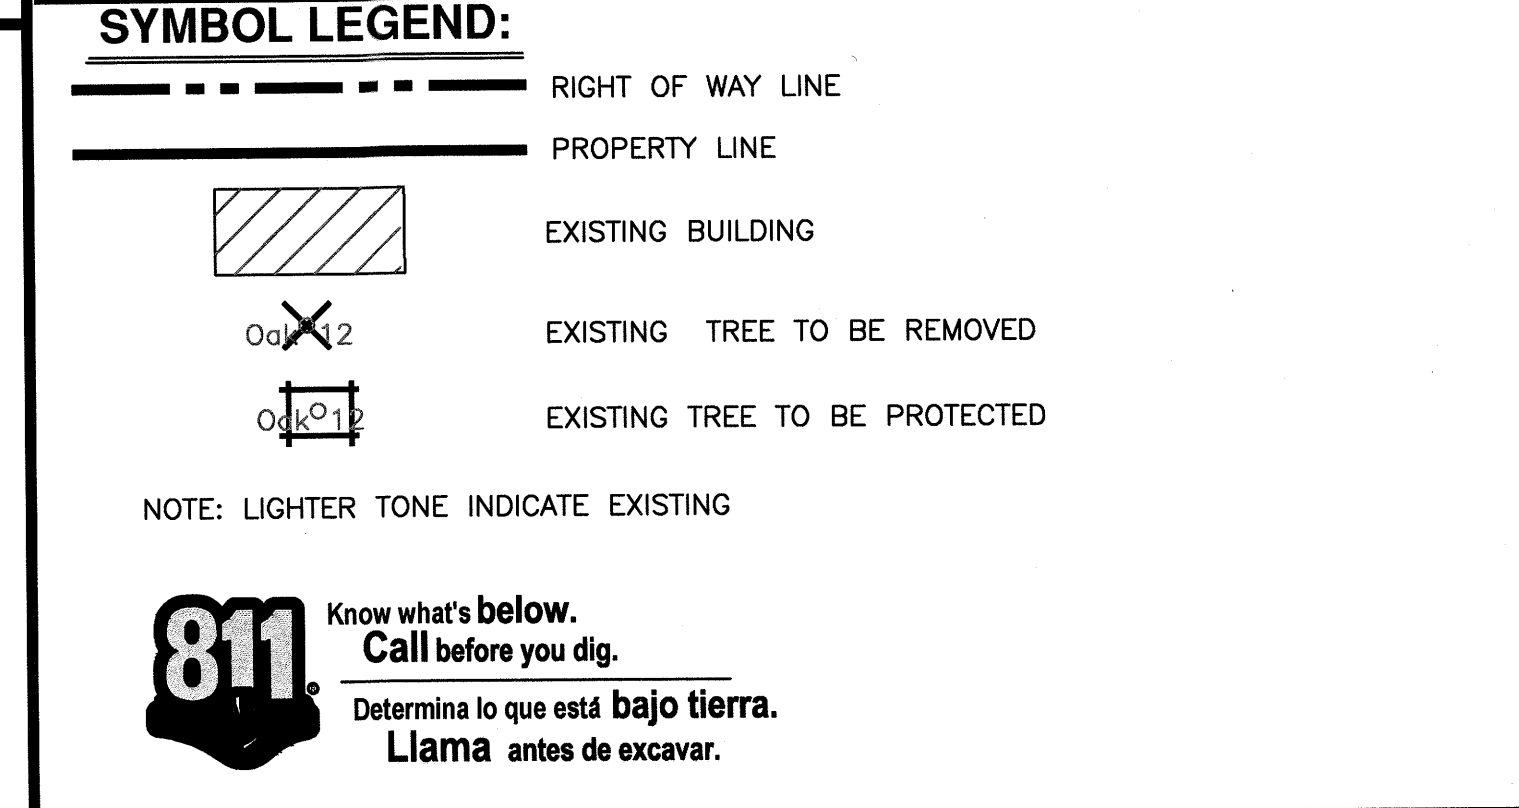 SYMBOL LEGEND:
RIGHT OF WAY LINE
PROPERTY LINE
EXISTING BUILDING
Oak 12
EXISTING TREE TO BE REMOVED
Oak 12
EXISTING TREE TO BE PROTECTED
NOTE: LIGHTER TONE INDICATE EXISTING
811®
Know what's below.
Call before you dig.
Determina lo que está bajo tierra.
Llama antes de excavar.